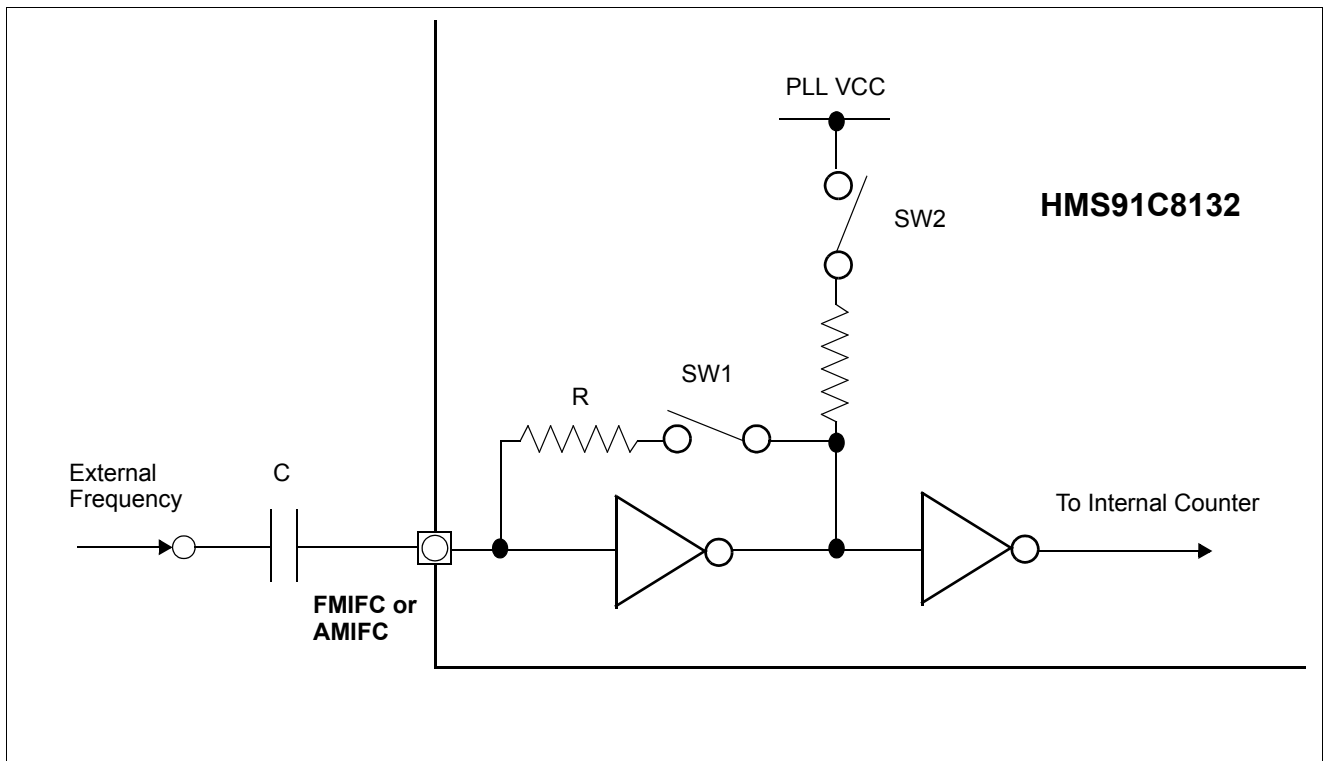 PLL VCC
HMS91C8132
SW2
SW1
R
External
Frequency
C
To Internal Counter
FMIFC or
AMIFC